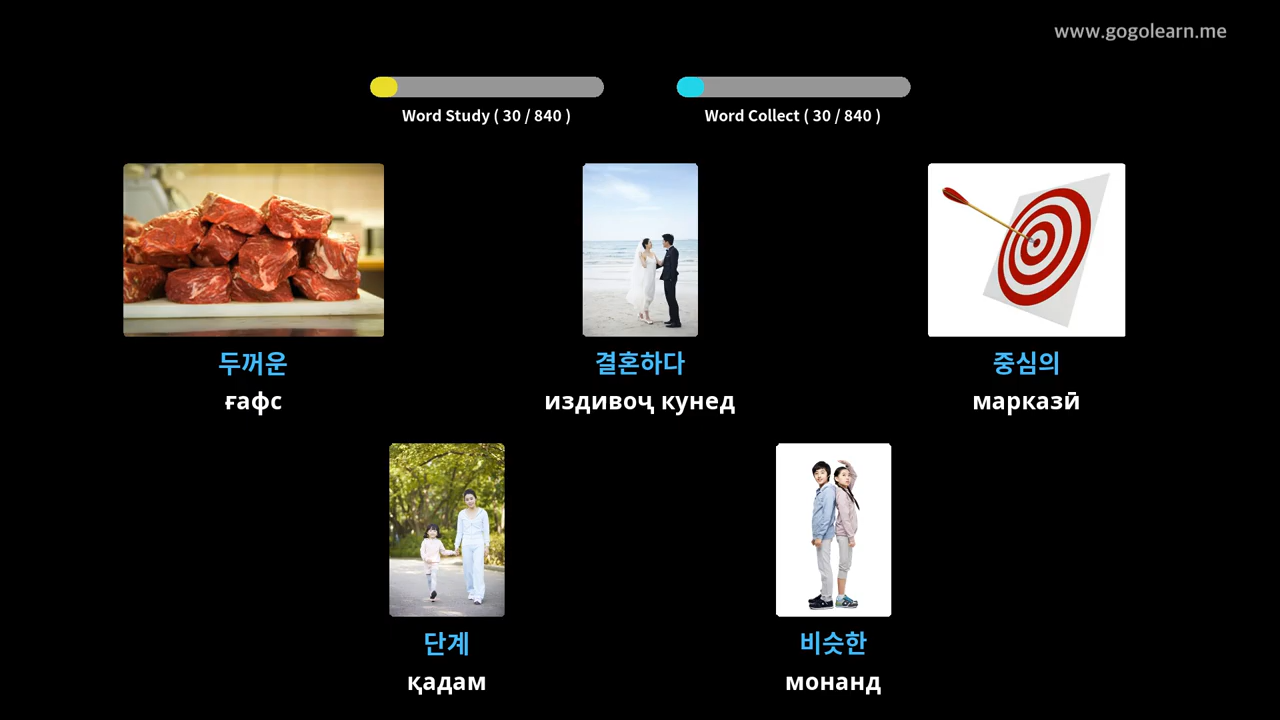 www.gogolearn.me
Word Study ( 30 / 840 )
Word Collect ( 30 / 840 )
두꺼운
ғафс
결혼하다
издивоҷ кунед
중심의
марказӣ
단계
қадам
비슷한
монанд